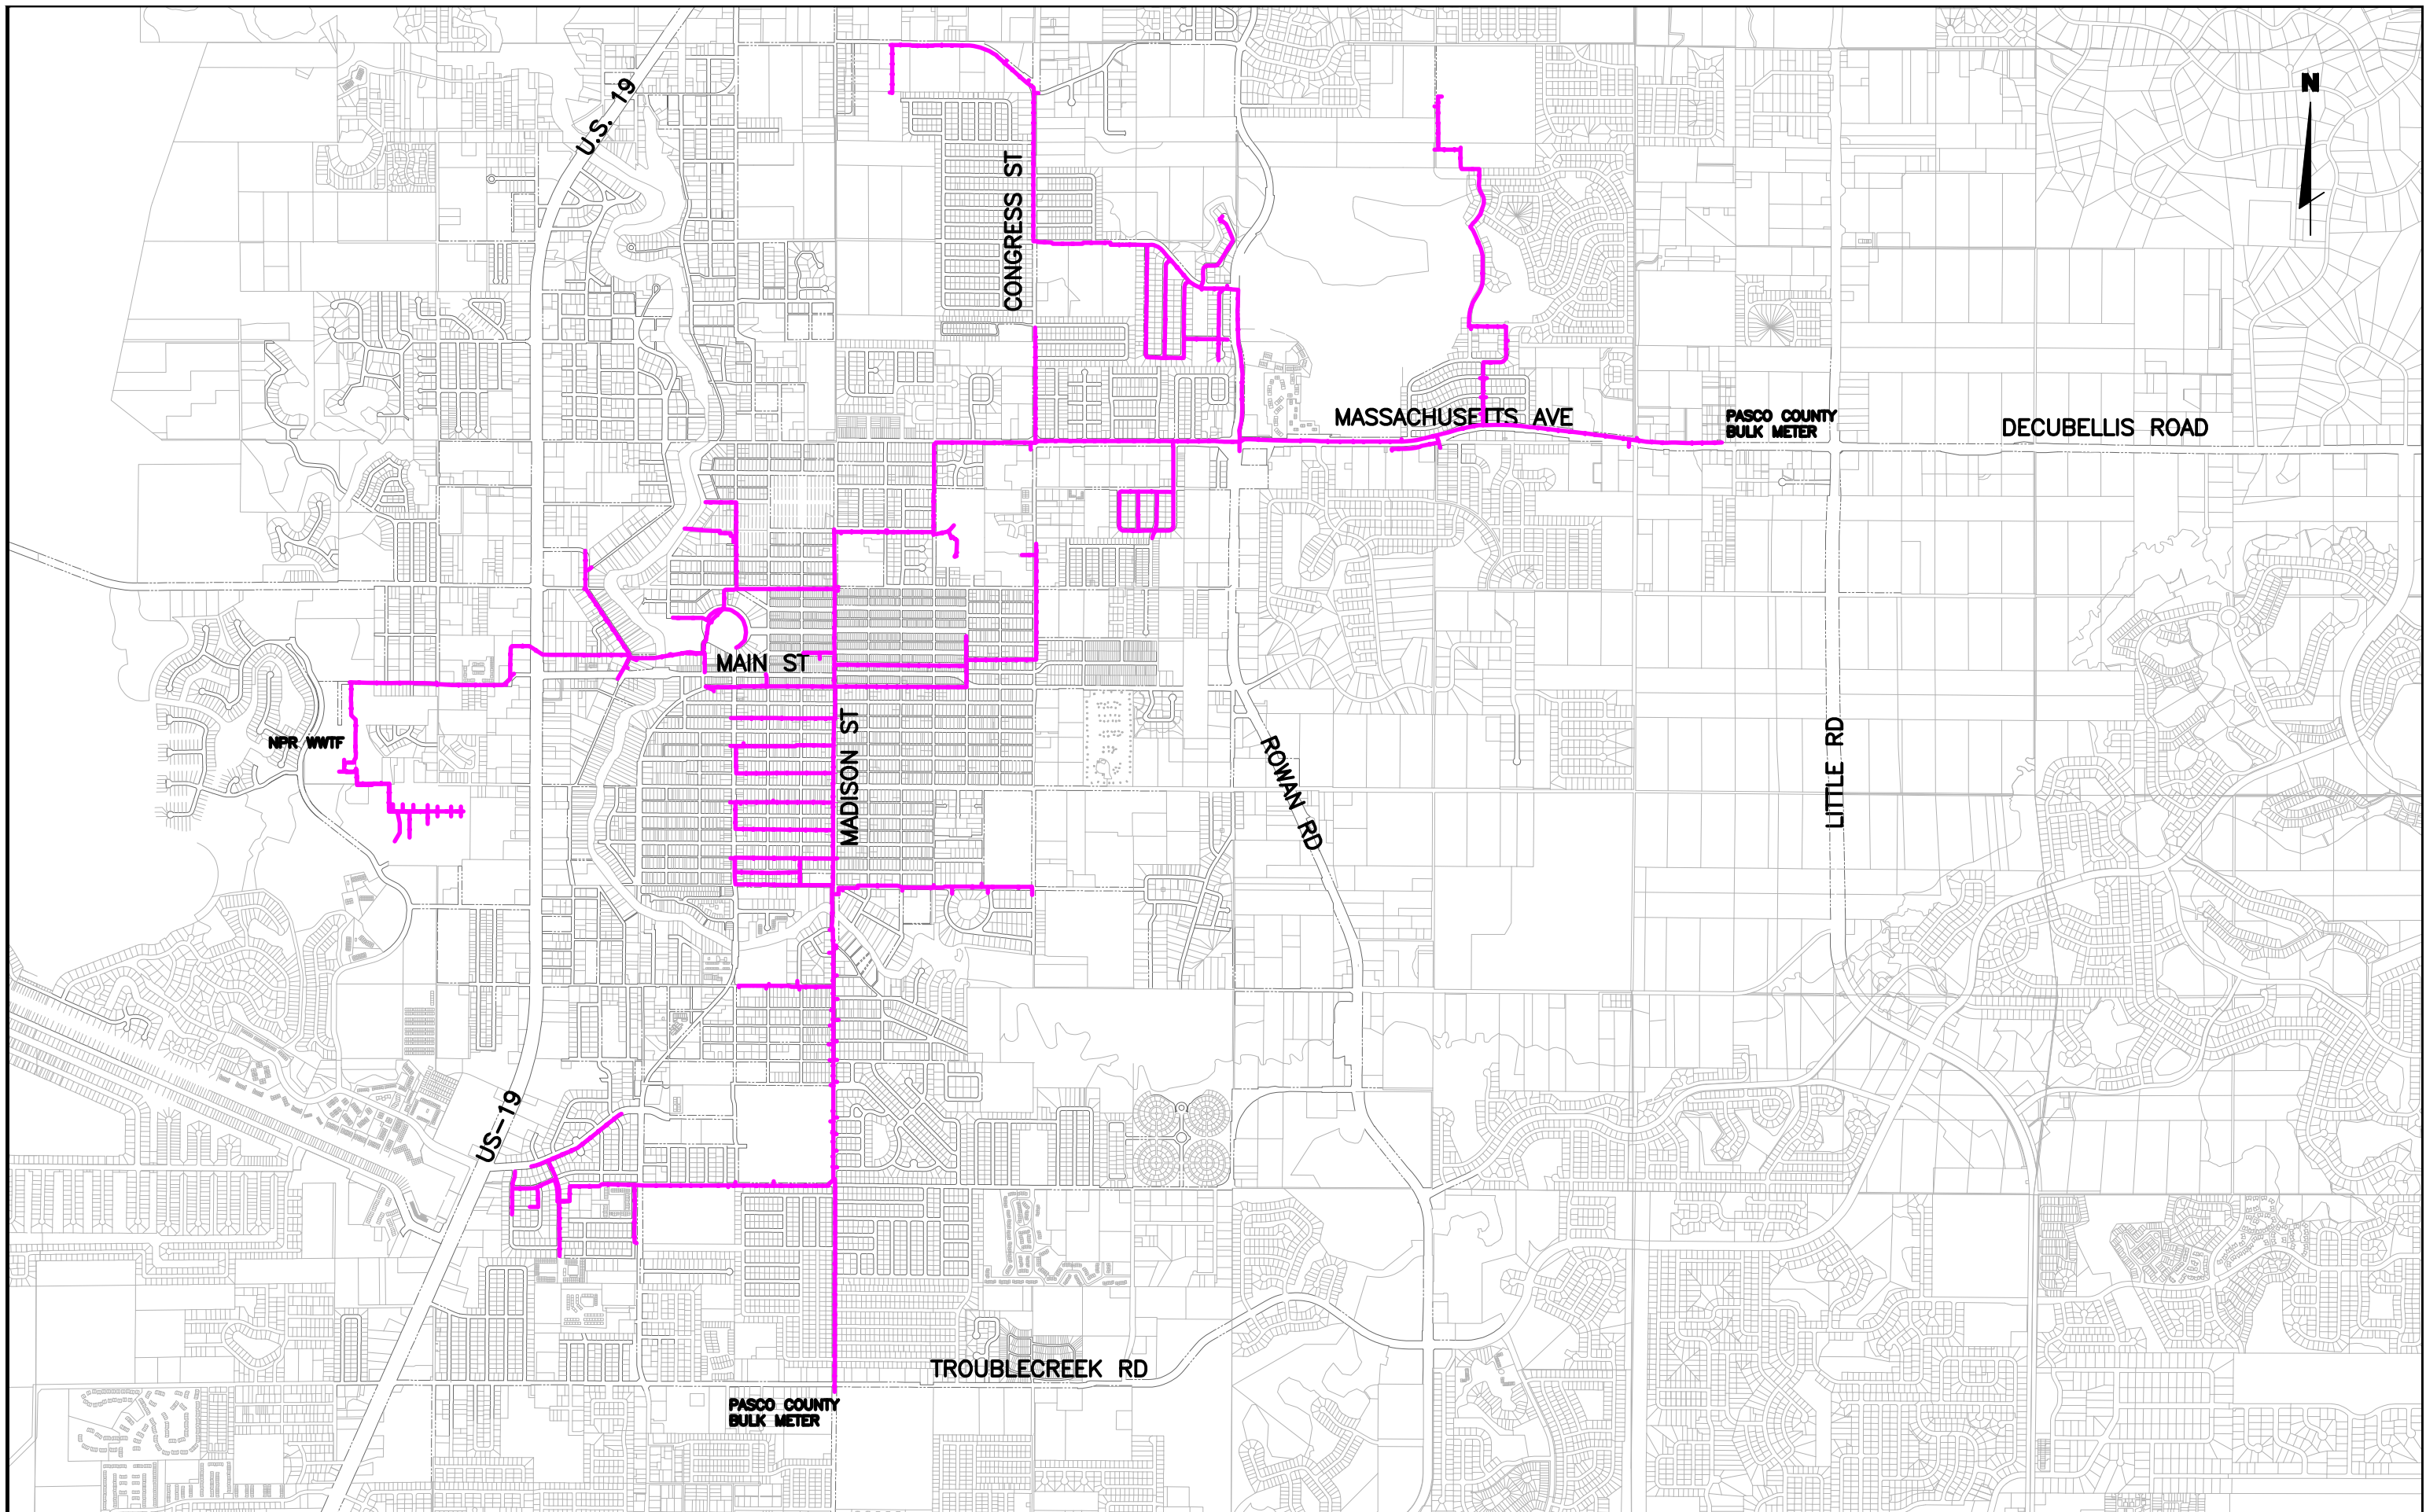 N
U.S. 19
CONGRESS ST
MASSACHUSETTS AVE
PASCO COUNTY
BULK METER
DECUBELLIS ROAD
MAIN ST
NPR WWTF
MADISON ST
ROWAN RD
LITTLE RD
US-19
TROUBLECREEK RD
PASCO COUNTY
BULK METER